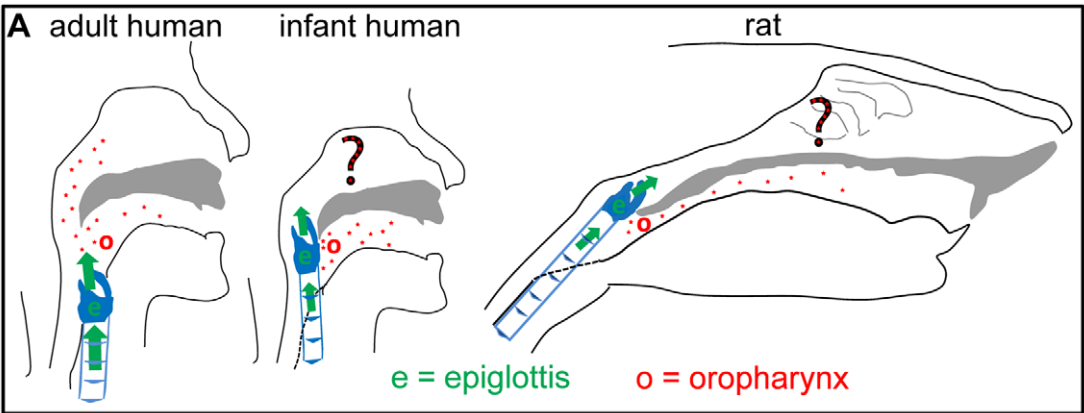 A adult human infant human rat
?
?
o
o
o
e
e
e
e = epiglottis o = oropharynx